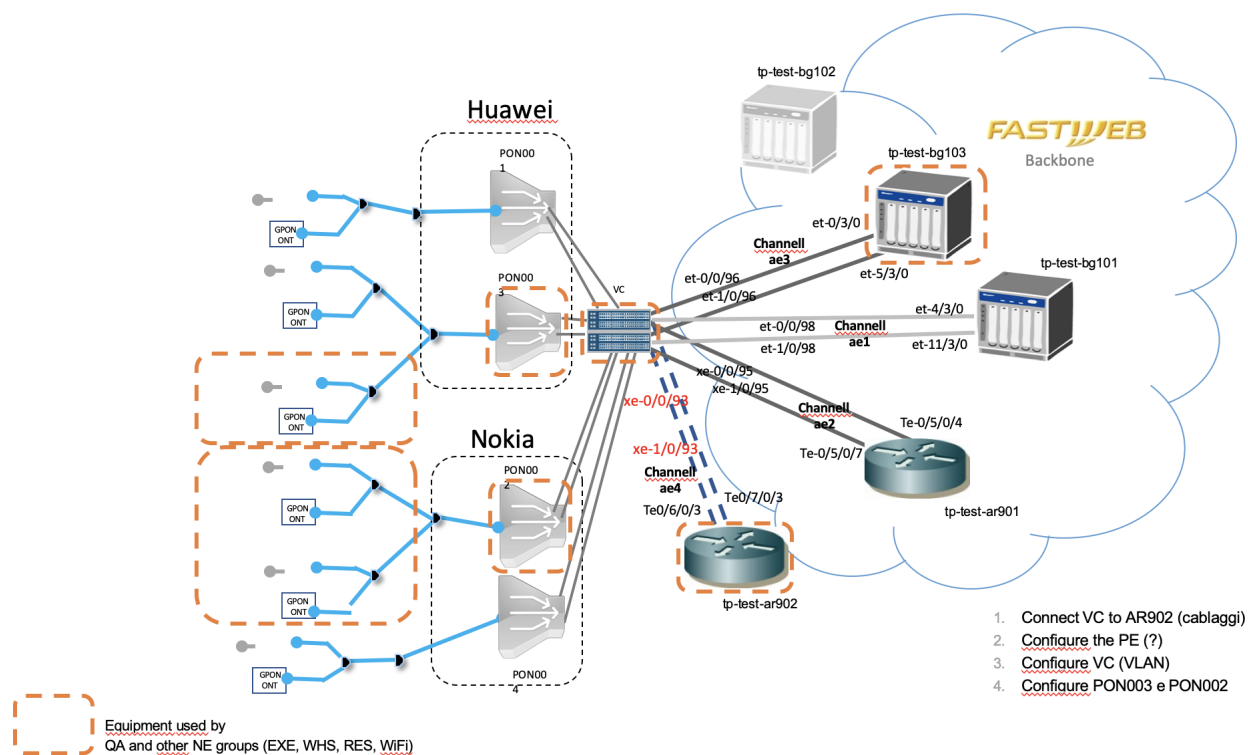 tp-test-bg102
Huawei
FASTWEB
Backbone
tp-test-bg103
PON00
1
et-0/3/0
Channell
ae3
GPON
ONT
et-5/3/0
tp-test-bg101
et-0/0/96
et-1/0/96
PON00
3
VC
GPON
ONT
et-4/3/0
et-0/0/98
Channell
ae1
et-1/0/98
et-11/3/0
xe-0/0/95
xe-1/0/95
xe-0/0/93
GPON
ONT
Channell
ae2
Te-0/5/0/4
Nokia
xe-1/0/93
Te-0/5/0/7
PON00
2
Channell
ae4
GPON
ONT
Te0/7/0/3
Te0/6/0/3
tp-test-ar901
tp-test-ar902
GPON
ONT
1. Connect VC to AR902 (cablaggi)
2. Configure the PE (?)
3. Configure VC (VLAN)
4. Configure PON003 e PON002
GPON
ONT
PON00
4
Equipment used by
QA and other NE groups (EXE, WHS, RES, WiFi)